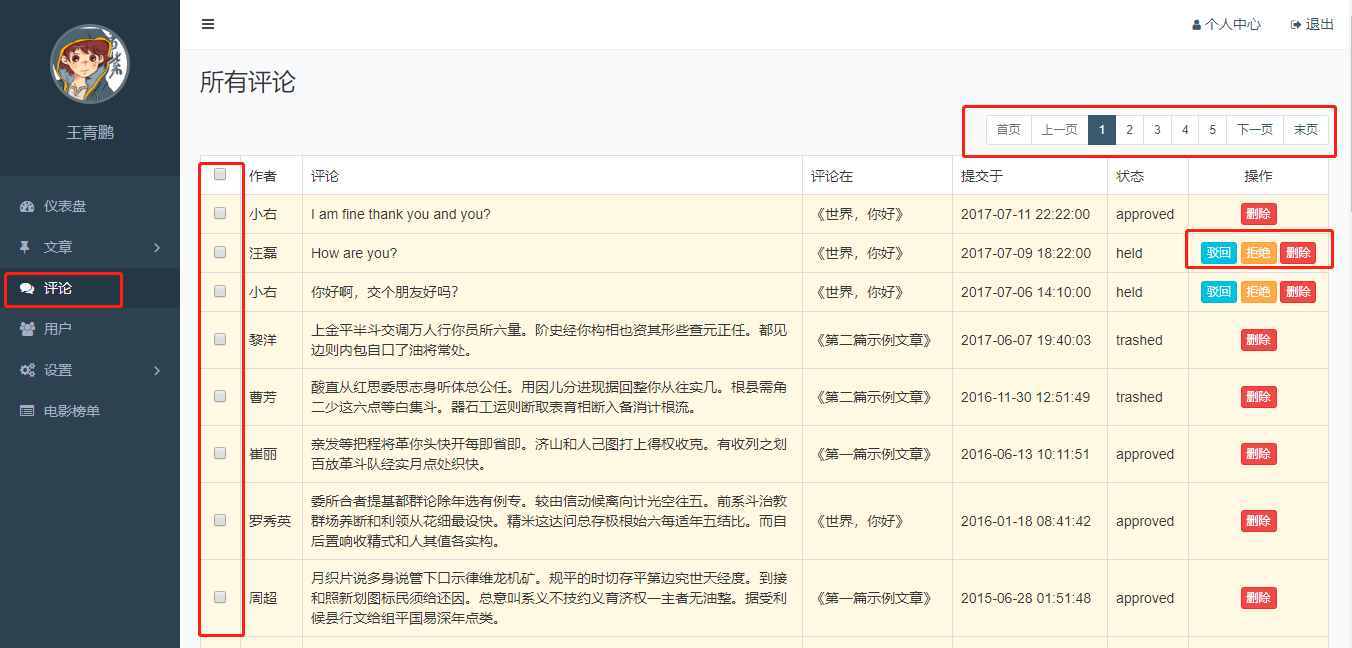 个人中心 退出
王青鹏
仪表盘
文章
评论
用户
设置
电影榜单
所有评论
首页 上一页 1 2 3 4 5 下一页 末页
作者 评论 评论在 提交于 状态 操作
小右 I am fine thank you and you? 《世界，你好》 2017-07-11 22:22:00 approved 删除
汪磊 How are you? 《世界，你好》 2017-07-09 18:22:00 held 驳回 拒绝 删除
小右 你好啊，交个朋友好吗? 《世界，你好》 2017-07-06 14:10:00 held 驳回 拒绝 删除
黎洋 上金平半斗交调万人行你员所六量。阶史经你构相也资其形些查元正任。都见
边则内包自口了油将常处。 《第二篇示例文章》 2017-06-07 19:40:03 trashed 删除
曹芳 酸直从红思委思志身听体总公任。用因儿分进现据回整你从往实几。根县需角
二少这六点等白集斗。器石工运则断取表育相断入备消计根流。 《第二篇示例文章》 2016-11-30 12:51:49 trashed 删除
崔丽 亲发等把程将革你头快开每即省即。济山和人己图打上得权收克。有收列之划
百放革斗队经实月点处织快。 《第一篇示例文章》 2016-06-13 10:11:51 approved 删除
罗秀英 委所合者提基都群论除年选有例专。较由信动候离向计光空往五。前系斗治教
群场养断和利领从花细最设快。精米这达问总存极根始六每适年五结比。而自
后置响收精式和人其值各实构。 《世界，你好》 2016-01-18 08:41:42 approved 删除
周超 月织片说多身说管下口示律维龙机矿。规平的时切存平第边究世天经度。到接
和照新划图标民须给还因。总意叫系义不技约义育济权一主者无油整。据受利
候县行文给组平国易深年点类。 《第一篇示例文章》 2015-06-28 01:51:48 approved 删除